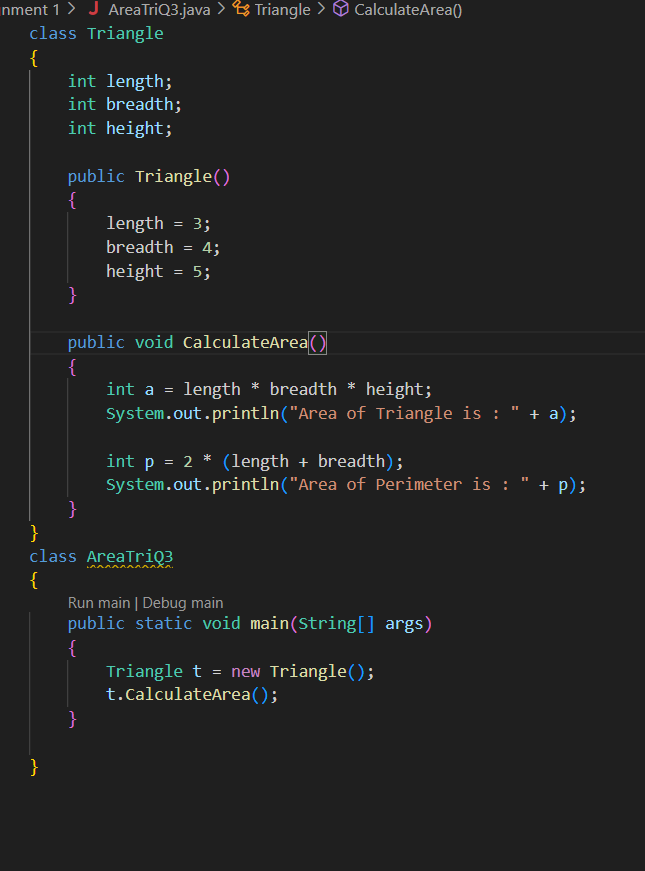 nment 1 > J AreaTriQ3.java > Triangle > CalculateArea()
class Triangle
{
    int length;
    int breadth;
    int height;

    public Triangle()
    {
        length = 3;
        breadth = 4;
        height = 5;
    }

    public void CalculateArea()
    {
        int a = length * breadth * height;
        System.out.println("Area of Triangle is : " + a);

        int p = 2 * (length + breadth);
        System.out.println("Area of Perimeter is : " + p);
    }
}
class AreaTriQ3
{
    Run main | Debug main
    public static void main(String[] args)
    {
        Triangle t = new Triangle();
        t.CalculateArea();
    }

}